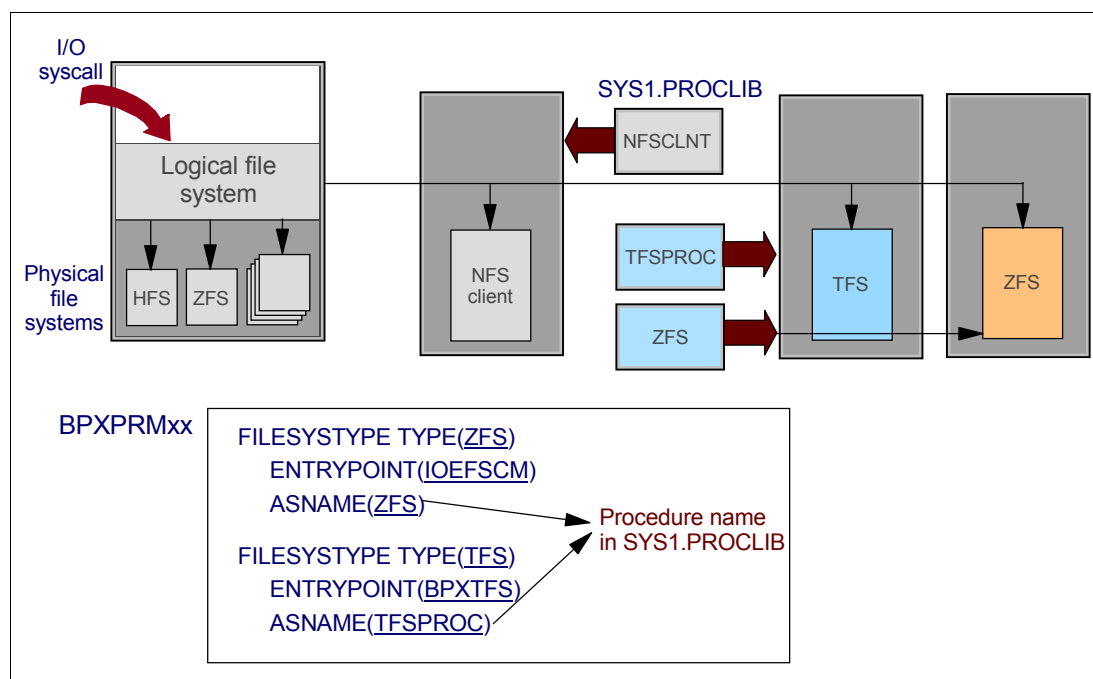 I/O
syscall
Logical file
system
Physical
file
systems
HFS
ZFS
SYS1.PROCLIB
NFSCLNT
NFS
client
TFSPROC
ZFS
TFS
ZFS
BPXPRMxx
FILESYSTYPE TYPE(ZFS)
ENTRYPOINT(IOEFSCM)
ASNAME(ZFS)
FILESYSTYPE TYPE(TFS)
ENTRYPOINT(BPXTFS)
ASNAME(TFSPROC)
Procedure name
in SYS1.PROCLIB